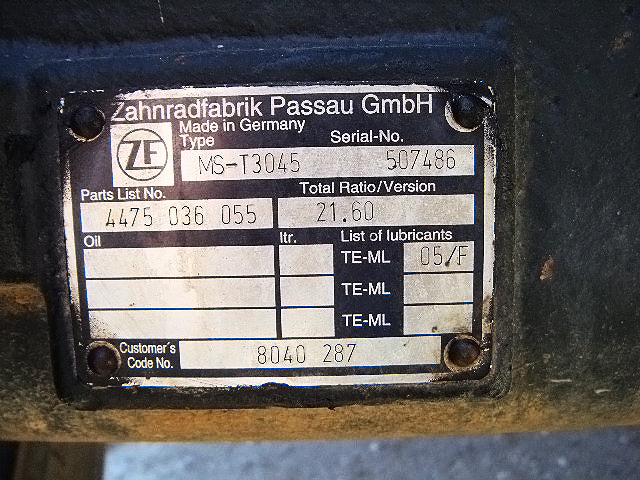 Zahnradfabrik Passau GmbH
ZF
Made in Germany
Type Serial-No.
MS-T3045 507486
Parts List No. Total Ratio/Version
4475 036 055 21.60
Oil ltr. List of lubricants
TE-ML 05/F
TE-ML
TE-ML
Customer's
Code No. 8040 287